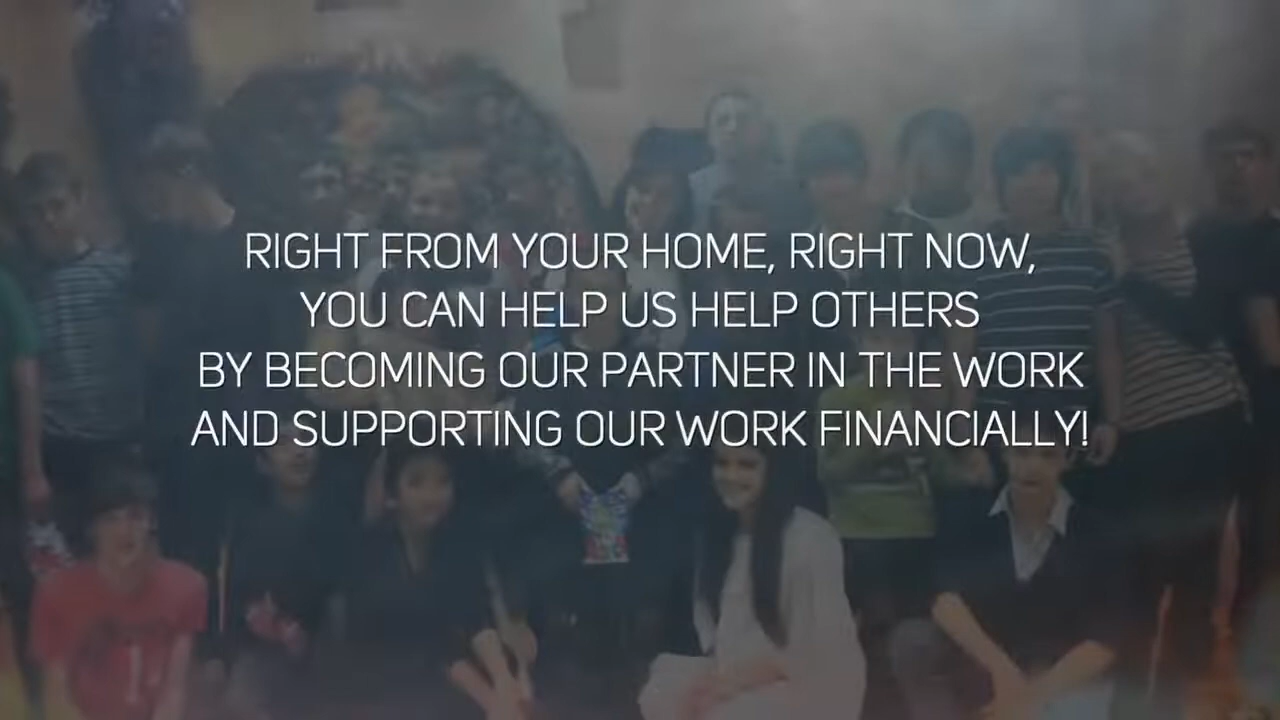 RIGHT FROM YOUR HOME, RIGHT NOW,
YOU CAN HELP US HELP OTHERS
BY BECOMING OUR PARTNER IN THE WORK
AND SUPPORTING OUR WORK FINANCIALLY!